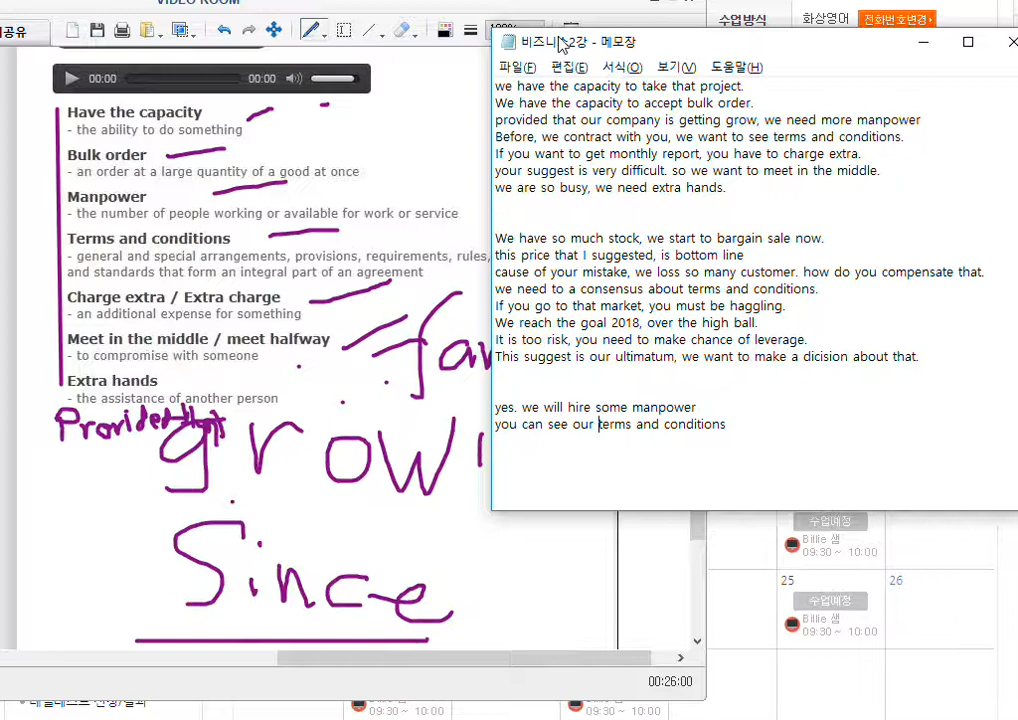 VIDEO ROOM
공유
100%
수업방식
화상영어
전화번호변경 ›
00:00
00:00
Have the capacity
- the ability to do something
Bulk order
- an order at a large quantity of a good at once
Manpower
- the number of people working or available for work or service
Terms and conditions
- general and special arrangements, provisions, requirements, rules,
and standards that form an integral part of an agreement
Charge extra / Extra charge
- an additional expense for something
Meet in the middle / meet halfway
- to compromise with someone
Extra hands
- the assistance of another person
Provided that
grow
Since
비즈니스2강 - 메모장
파일(F) 편집(E) 서식(O) 보기(V) 도움말(H)
we have the capacity to take that project.
We have the capacity to accept bulk order.
provided that our company is getting grow, we need more manpower
Before, we contract with you, we want to see terms and conditions.
If you want to get monthly report, you have to charge extra.
your suggest is very difficult. so we want to meet in the middle.
we are so busy, we need extra hands.
We have so much stock, we start to bargain sale now.
this price that I suggested, is bottom line
cause of your mistake, we loss so many customer. how do you compensate that.
we need to a consensus about terms and conditions.
If you go to that market, you must be haggling.
We reach the goal 2018, over the high ball.
It is too risk, you need to make chance of leverage.
This suggest is our ultimatum, we want to make a dicision about that.
yes. we will hire some manpower
you can see our terms and conditions
수업예정
Billie 샘
09:30 ~ 10:00
25
26
수업예정
Billie 샘
09:30 ~ 10:00
00:26:00
09:30 ~ 10:00
09:30 ~ 10:00
09:30 ~ 10:00